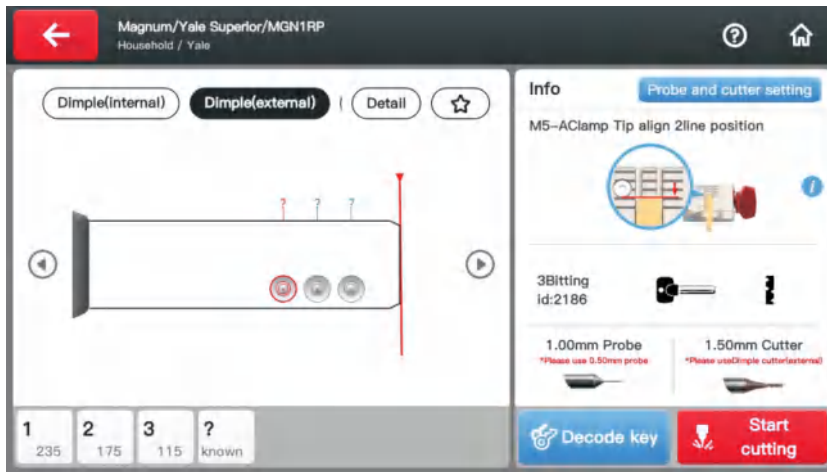 Magnum/Yale Superior/MGN1RP
Household / Yale
Dimple(internal)
Dimple(external)
Detail
? ? ?
Info
Probe and cutter setting
M5-AClamp Tip align 2line position
3Bitting
id:2186
1.00mm Probe
*Please use 0.50mm probe
1.50mm Cutter
*Please useDimple cutter(external)
1
235
2
175
3
115
?
known
Decode key
Start
cutting